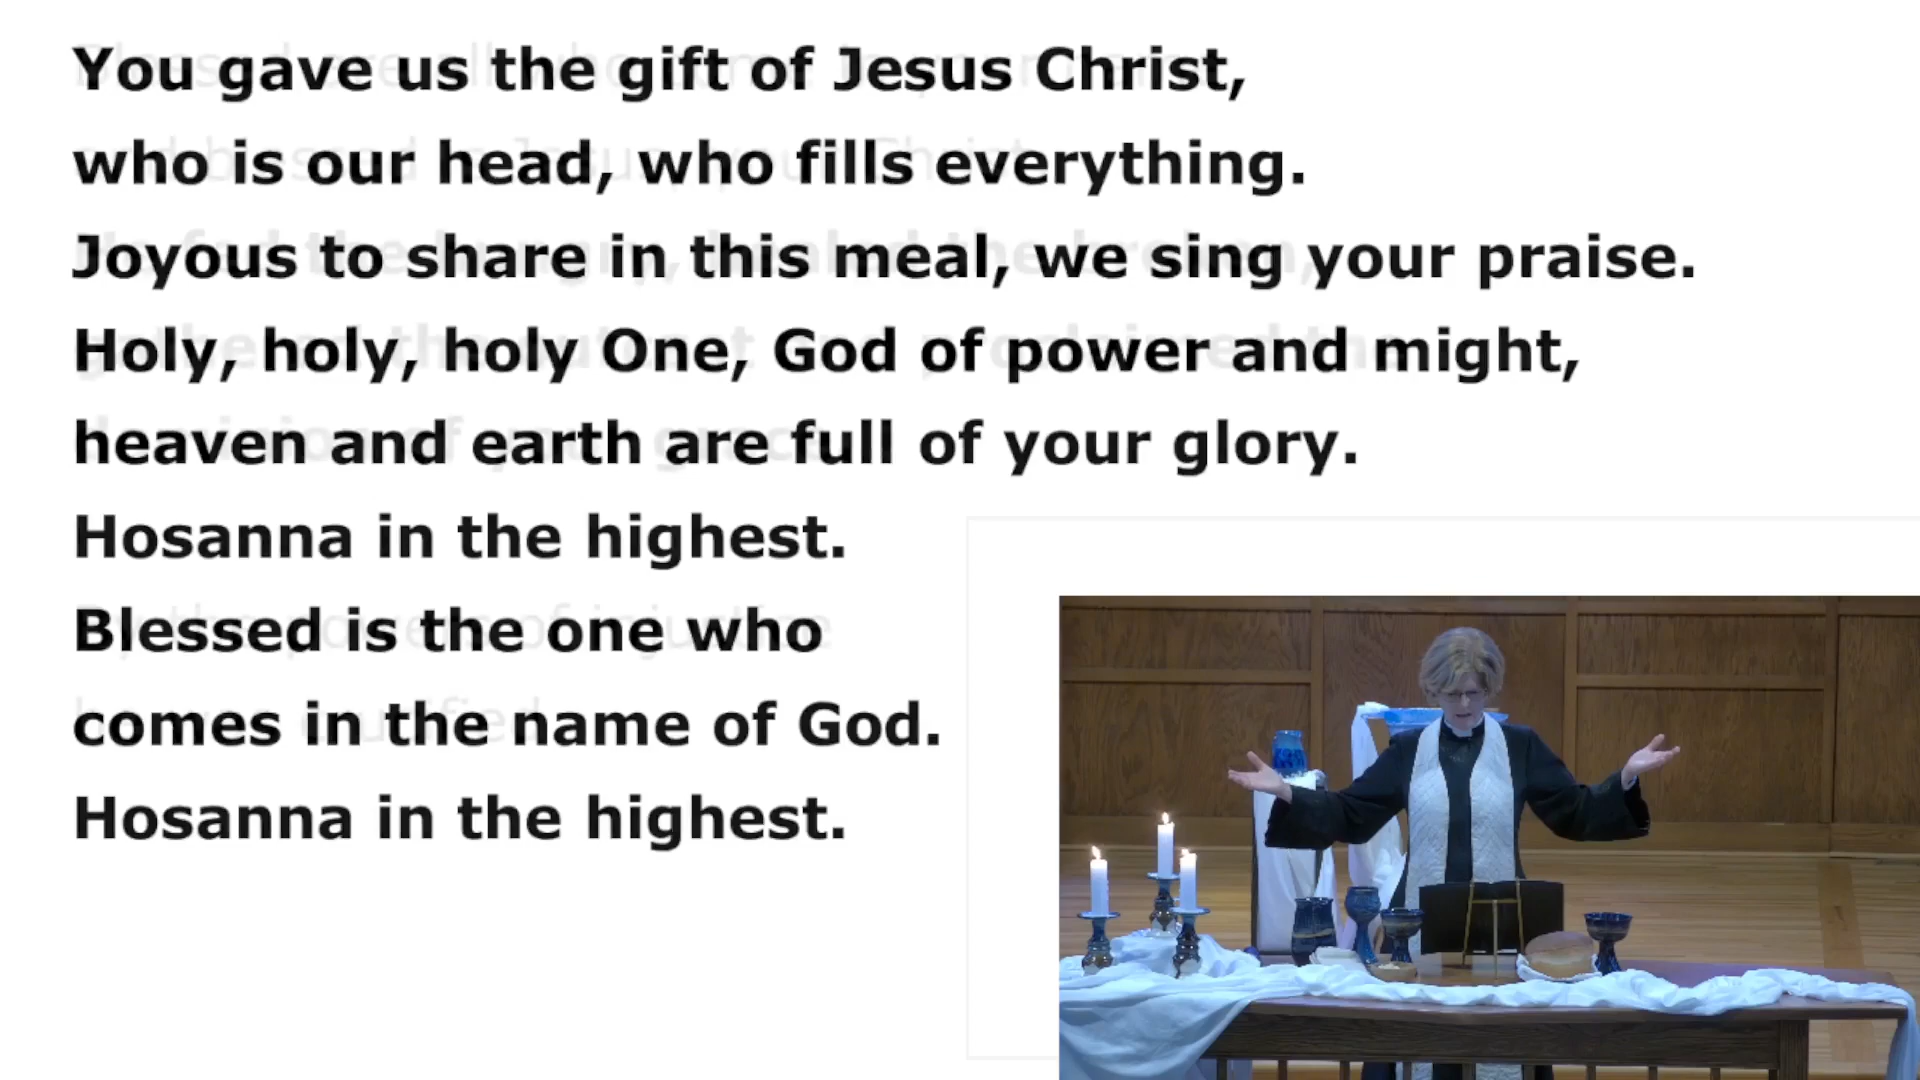 You gave us the gift of Jesus Christ,
who is our head, who fills everything.
Joyous to share in this meal, we sing your praise.
Holy, holy, holy One, God of power and might,
heaven and earth are full of your glory.
Hosanna in the highest.
Blessed is the one who
comes in the name of God.
Hosanna in the highest.